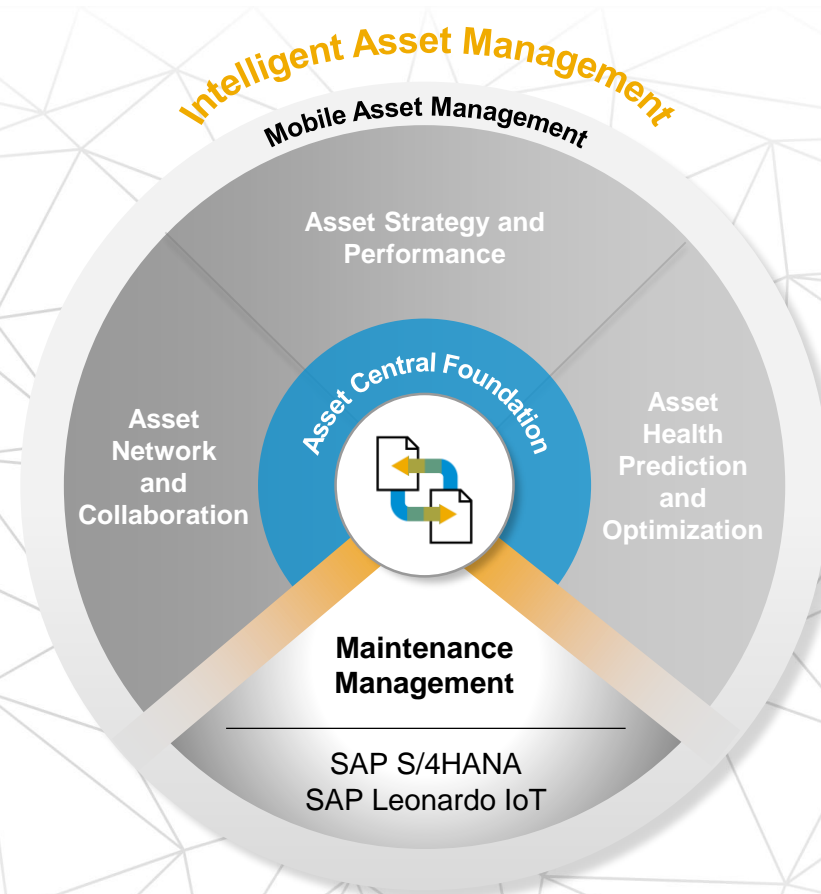 Intelligent Asset Management
Mobile Asset Management
Asset Strategy and
Performance
Asset Central Foundation
Asset
Network
and
Collaboration
Asset
Health
Prediction
and
Optimization
Maintenance
Management
SAP S/4HANA
SAP Leonardo IoT